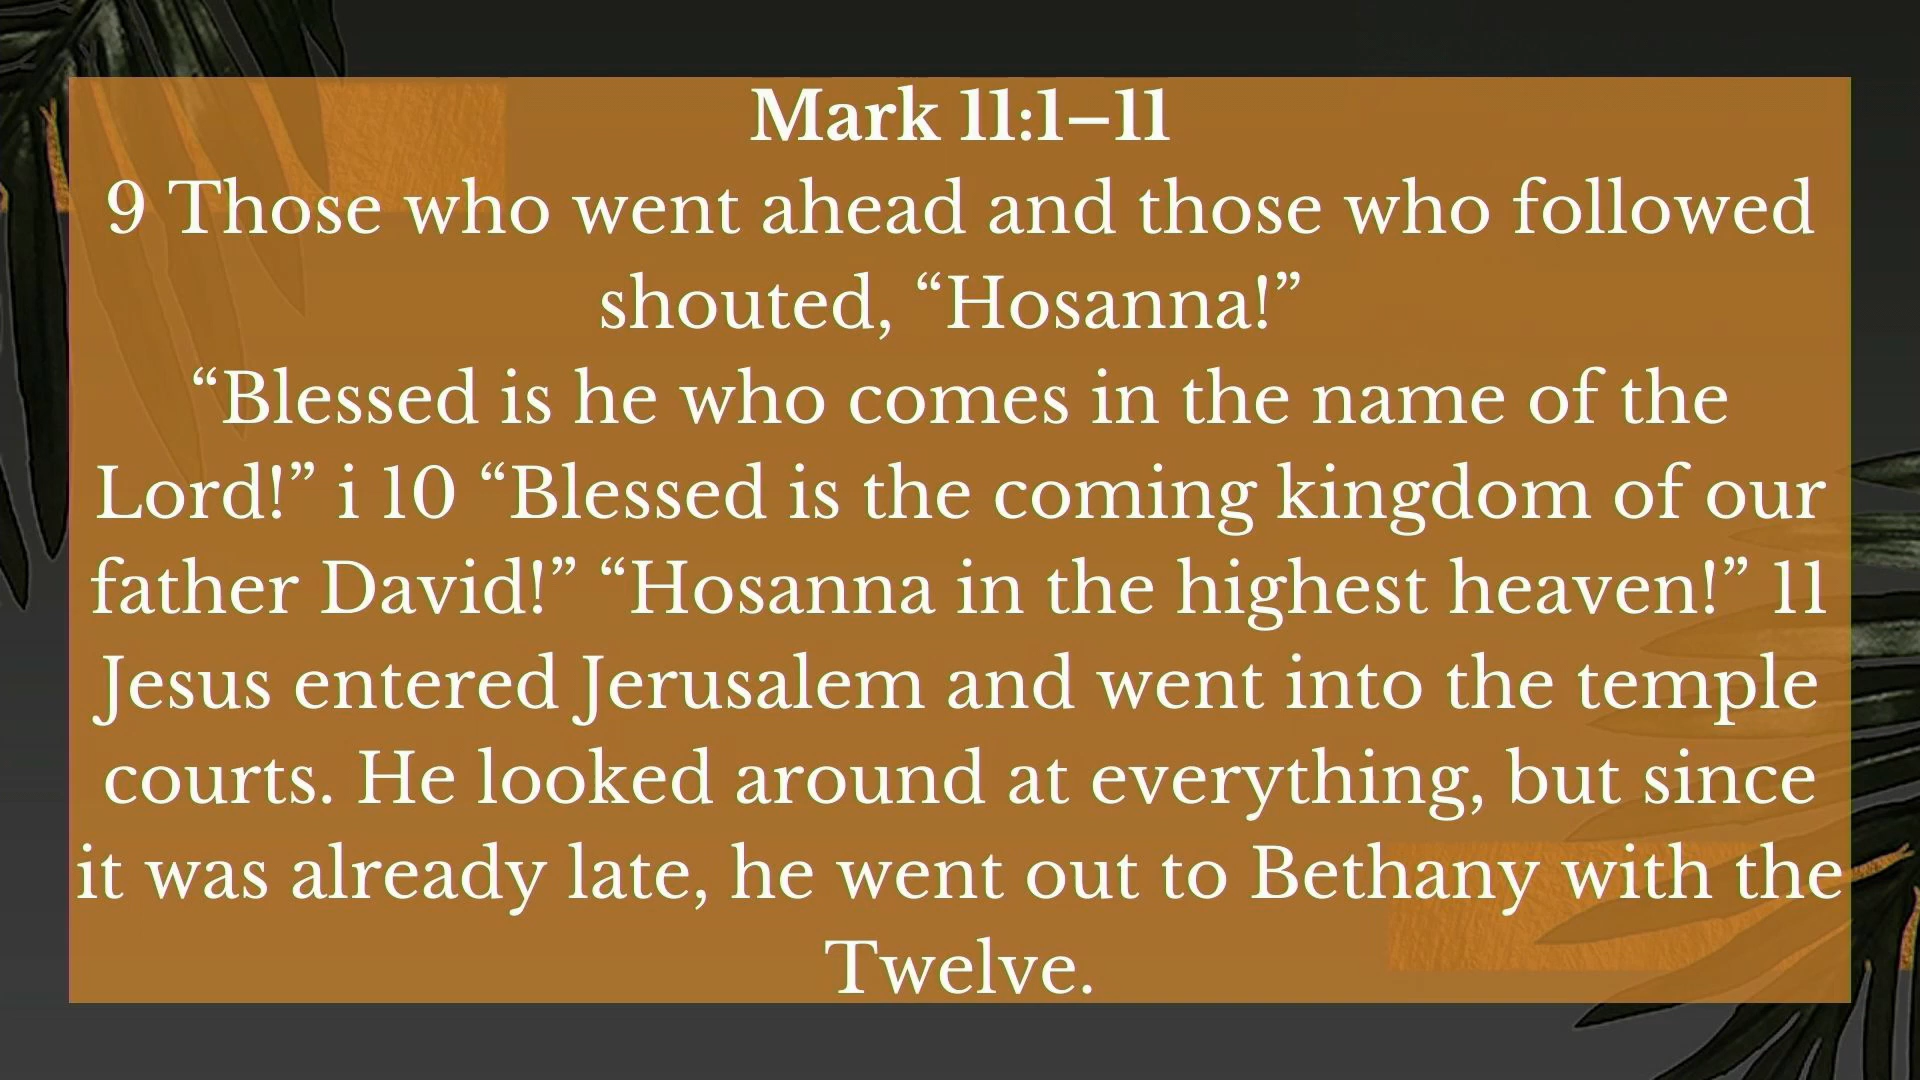 Mark 11:1–11
9 Those who went ahead and those who followed
shouted, “Hosanna!”
“Blessed is he who comes in the name of the
Lord!” i 10 “Blessed is the coming kingdom of our
father David!” “Hosanna in the highest heaven!” 11
Jesus entered Jerusalem and went into the temple
courts. He looked around at everything, but since
it was already late, he went out to Bethany with the
Twelve.